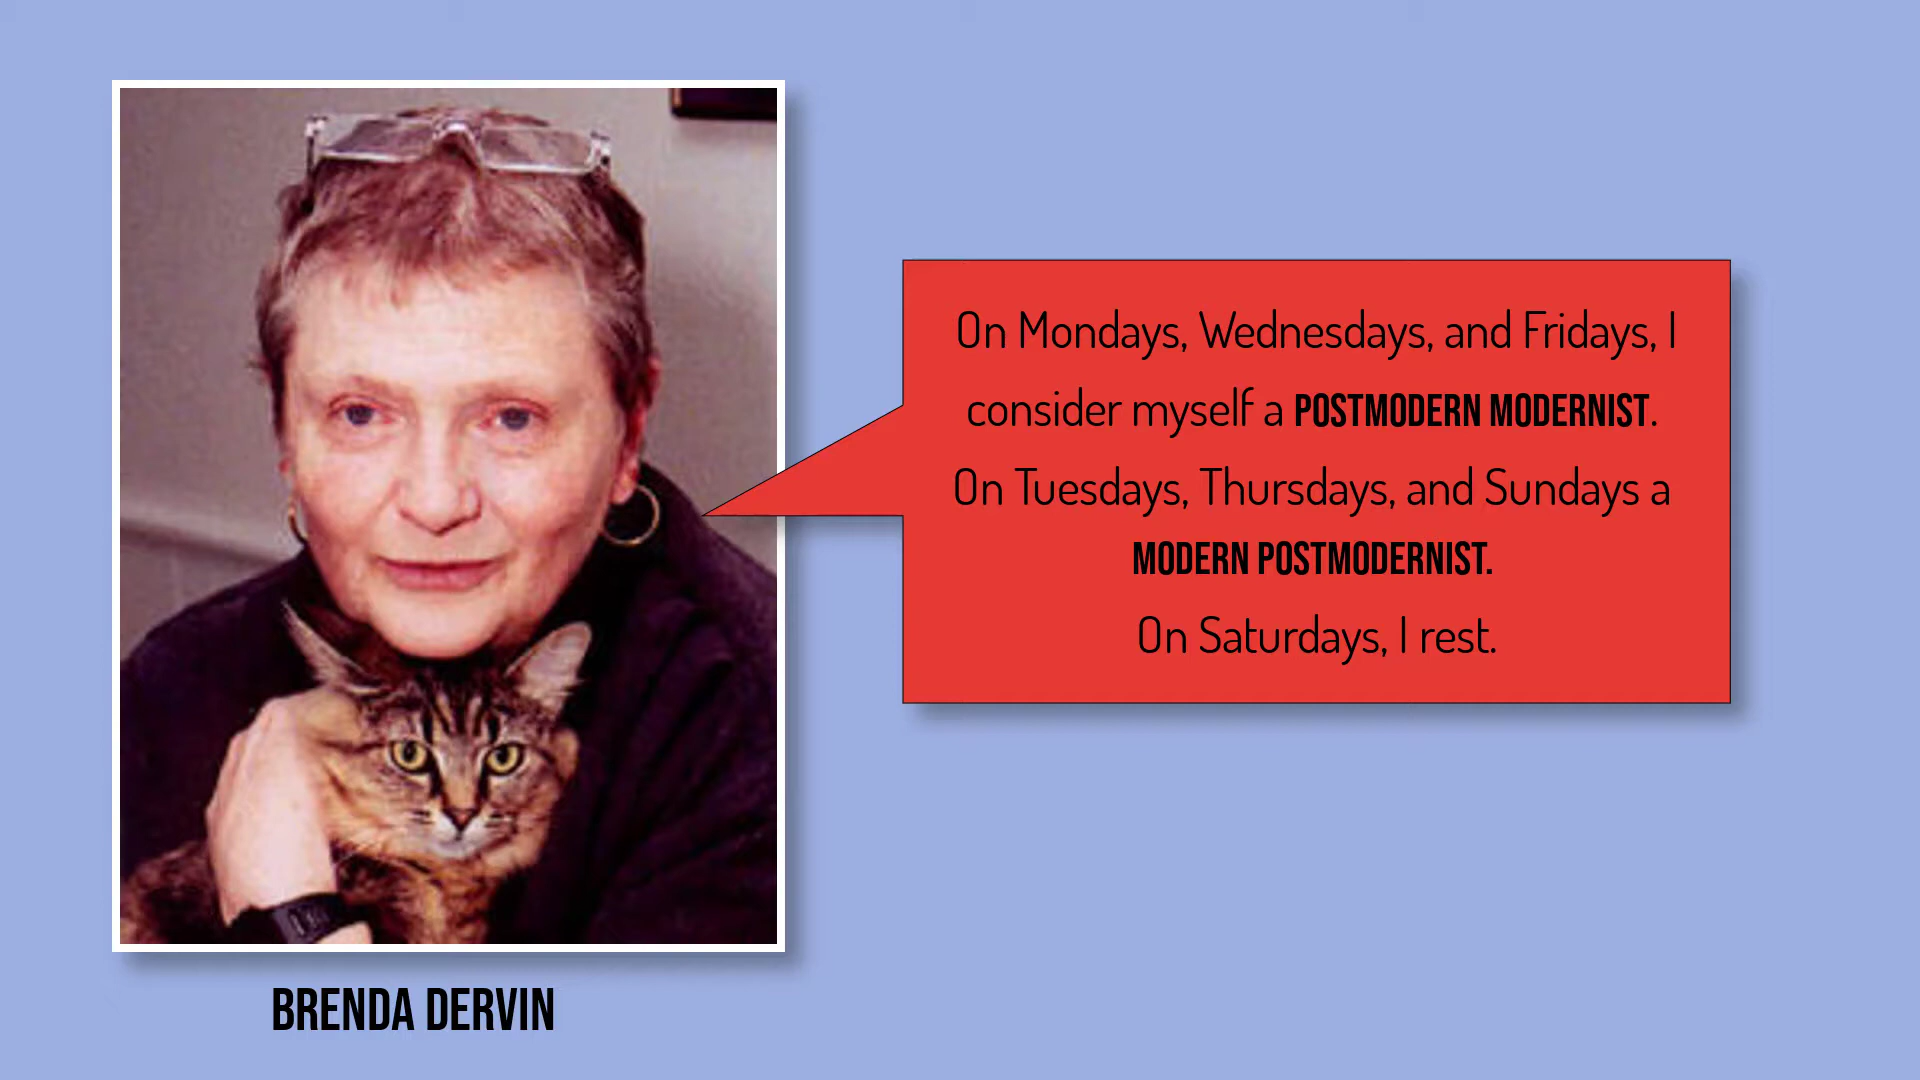 On Mondays, Wednesdays, and Fridays, I
consider myself a POSTMODERN MODERNIST.
On Tuesdays, Thursdays, and Sundays a
MODERN POSTMODERNIST.
On Saturdays, I rest.
BRENDA DERVIN